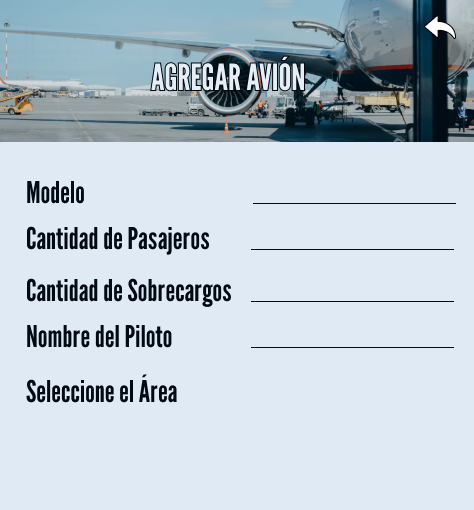 AGREGAR AVIÓN
Modelo
Cantidad de Pasajeros
Cantidad de Sobrecargos
Nombre del Piloto
Seleccione el Área